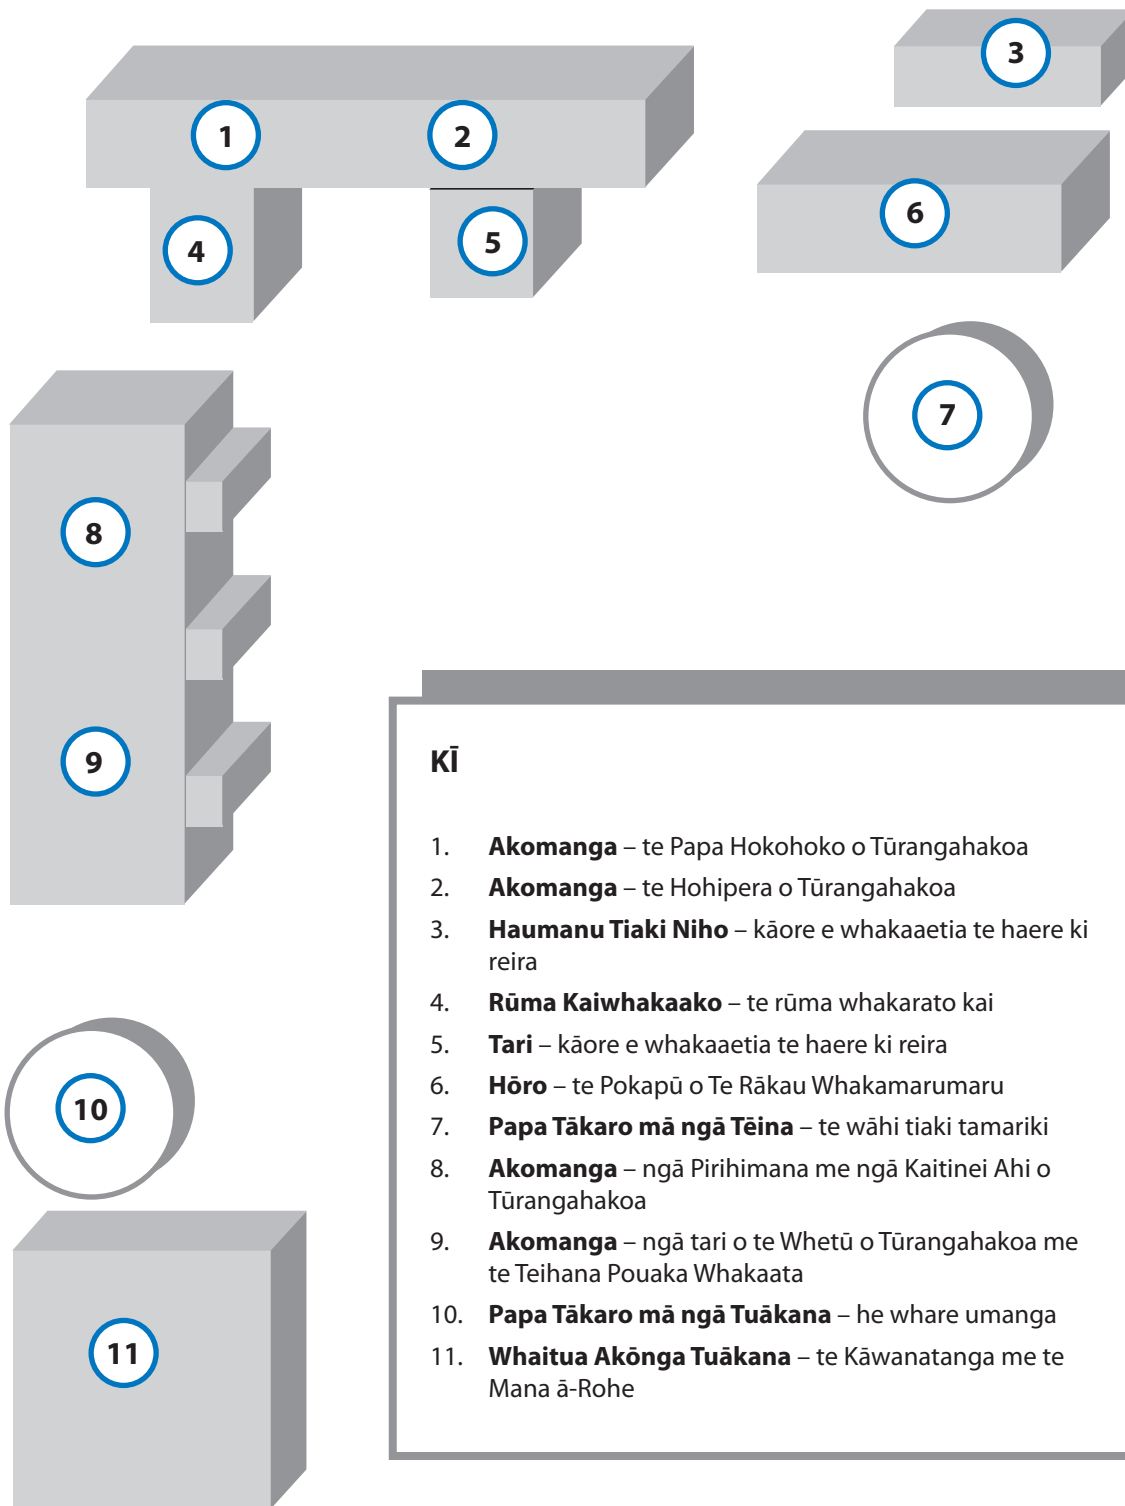 3
1 2
6
4 5
7
8
9
KĪ
1. Akomanga – te Papa Hokohoko o Tūrangahakoa
2. Akomanga – te Hohipera o Tūrangahakoa
3. Haumanu Tiaki Niho – kāore e whakaaetia te haere ki
reira
4. Rūma Kaiwhakaako – te rūma whakarato kai
5. Tari – kāore e whakaaetia te haere ki reira
6. Hōro – te Pokapū o Te Rākau Whakamarumaru
7. Papa Tākaro mā ngā Tēina – te wāhi tiaki tamariki
8. Akomanga – ngā Pirihimana me ngā Kaitinei Ahi o
Tūrangahakoa
9. Akomanga – ngā tari o te Whetū o Tūrangahakoa me
te Teihana Pouaka Whakaata
10. Papa Tākaro mā ngā Tuākana – he whare umanga
11. Whaitua Akōnga Tuākana – te Kāwanatanga me te
Mana ā-Rohe
10
11